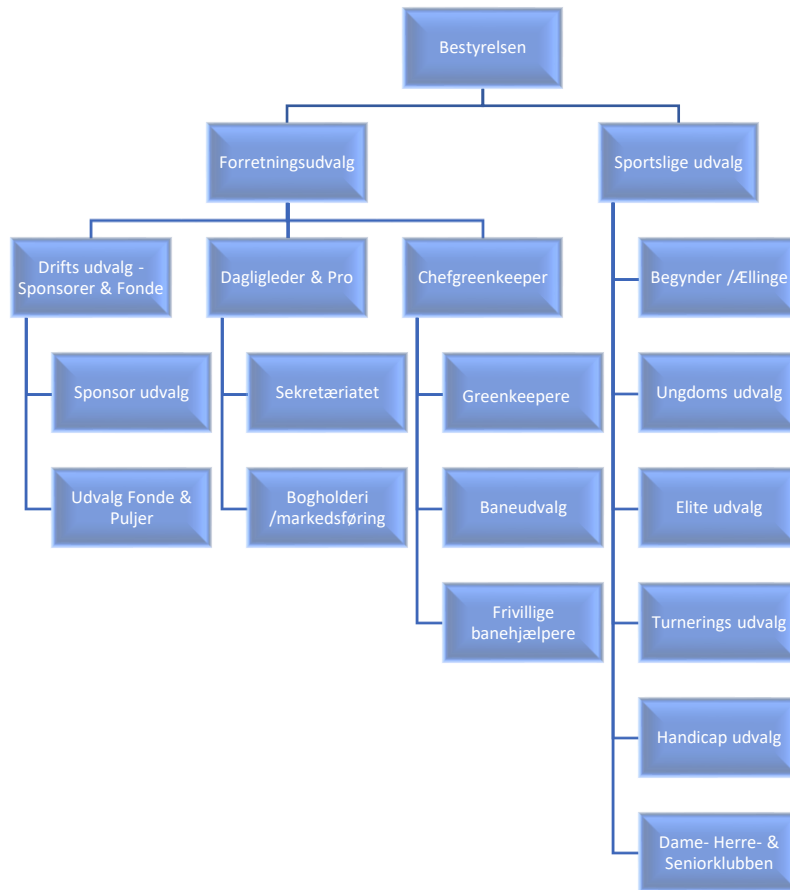 Bestyrelsen
Forretningsudvalg
Sportslige udvalg
Drifts udvalg -
Sponsorer & Fonde
Dagligleder & Pro
Chefgreenkeeper
Begynder /Ællinge
Sponsor udvalg
Sekretæriatet
Greenkeepere
Ungdoms udvalg
Udvalg Fonde &
Puljer
Bogholderi
/markedsføring
Baneudvalg
Elite udvalg
Frivillige
banehjælpere
Turnerings udvalg
Handicap udvalg
Dame- Herre- &
Seniorklubben